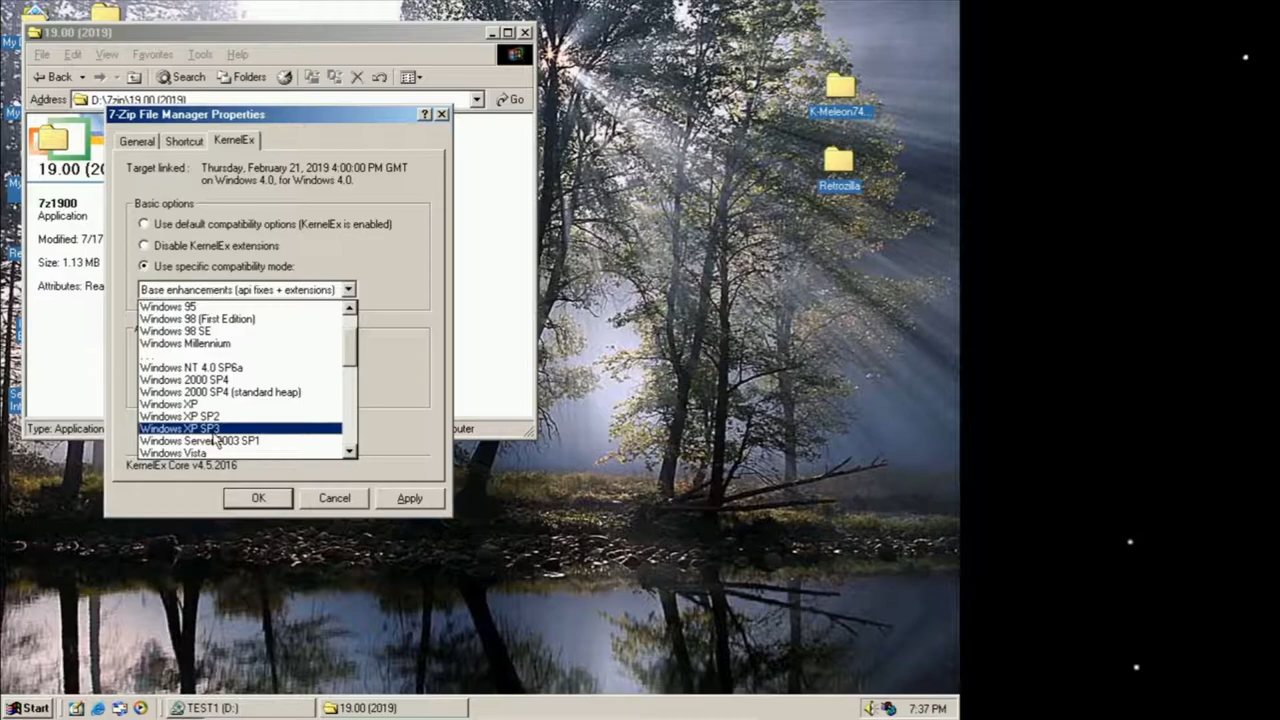 19.00 (2019)
File Edit View Favorites Tools Help
Back Search Folders
Address D:\7zip\19.00 (2019) Go
7-Zip File Manager Properties
General Shortcut KernelEx
Target linked : Thursday, February 21, 2019 4:00:00 PM GMT
on Windows 4.0, for Windows 4.0.
Basic options
Use default compatibility options (KernelEx is enabled)
Disable KernelEx extensions
Use specific compatibility mode:
Base enhancements (api fixes + extensions)
Windows 95
Windows 98 (First Edition)
Windows 98 SE
Windows Millennium
. . .
Windows NT 4.0 SP6a
Windows 2000 SP4
Windows 2000 SP4 (standard heap)
Windows XP
Windows XP SP2
Windows XP SP3
Windows Server 2003 SP1
Windows Vista
KernelEx Core v4.5.2016
OK Cancel Apply
19.00 (20
7z1900
Application
Modified: 7/17
Size: 1.13 MB
Attributes: Rea
Type: Application
puter
K-Meleon74...
Retrozilla
Start TEST1 (D:) 19.00 (2019) 7:37 PM